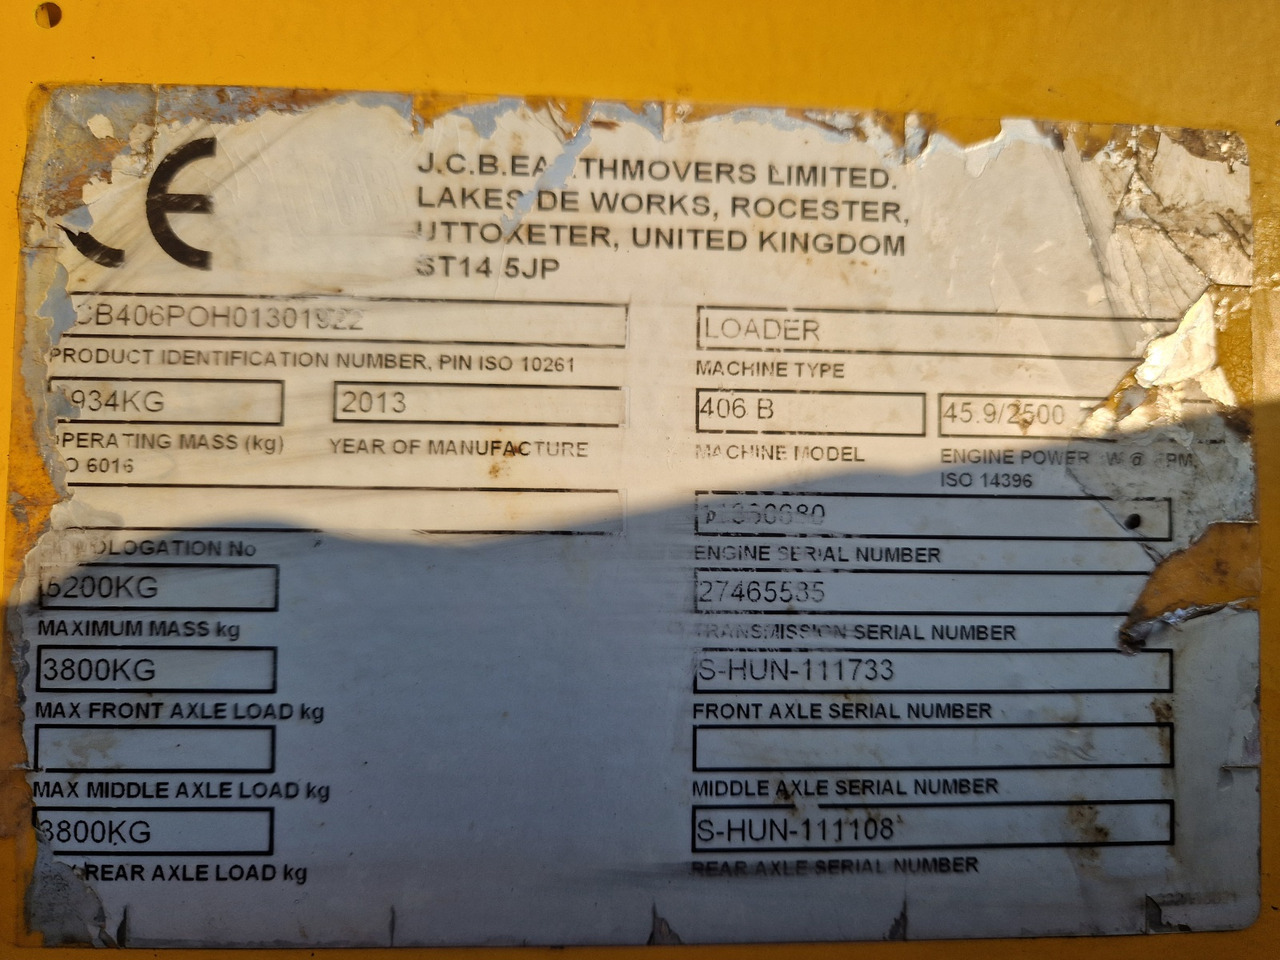 CE
J.C.B.EA THMOVERS LIMITED.
LAKES DE WORKS, ROCESTER,
UTTOXETER, UNITED KINGDOM
ST14 5JP
CB406POH01301922
PRODUCT IDENTIFICATION NUMBER, PIN ISO 10261
934KG
2013
OPERATING MASS (kg)
YEAR OF MANUFACTURE
O 6016
OLOGATION No
6200KG
MAXIMUM MASS kg
3800KG
MAX FRONT AXLE LOAD kg
MAX MIDDLE AXLE LOAD kg
3800KG
REAR AXLE LOAD kg
LOADER
MACHINE TYPE
406 B
45.9/2500
MACHINE MODEL
ENGINE POWER W @ RPM
ISO 14396
ENGINE SERIAL NUMBER
27465535
TRANSMISSION SERIAL NUMBER
S-HUN-111733
FRONT AXLE SERIAL NUMBER
MIDDLE AXLE SERIAL NUMBER
S-HUN-111108
REAR AXLE SERIAL NUMBER